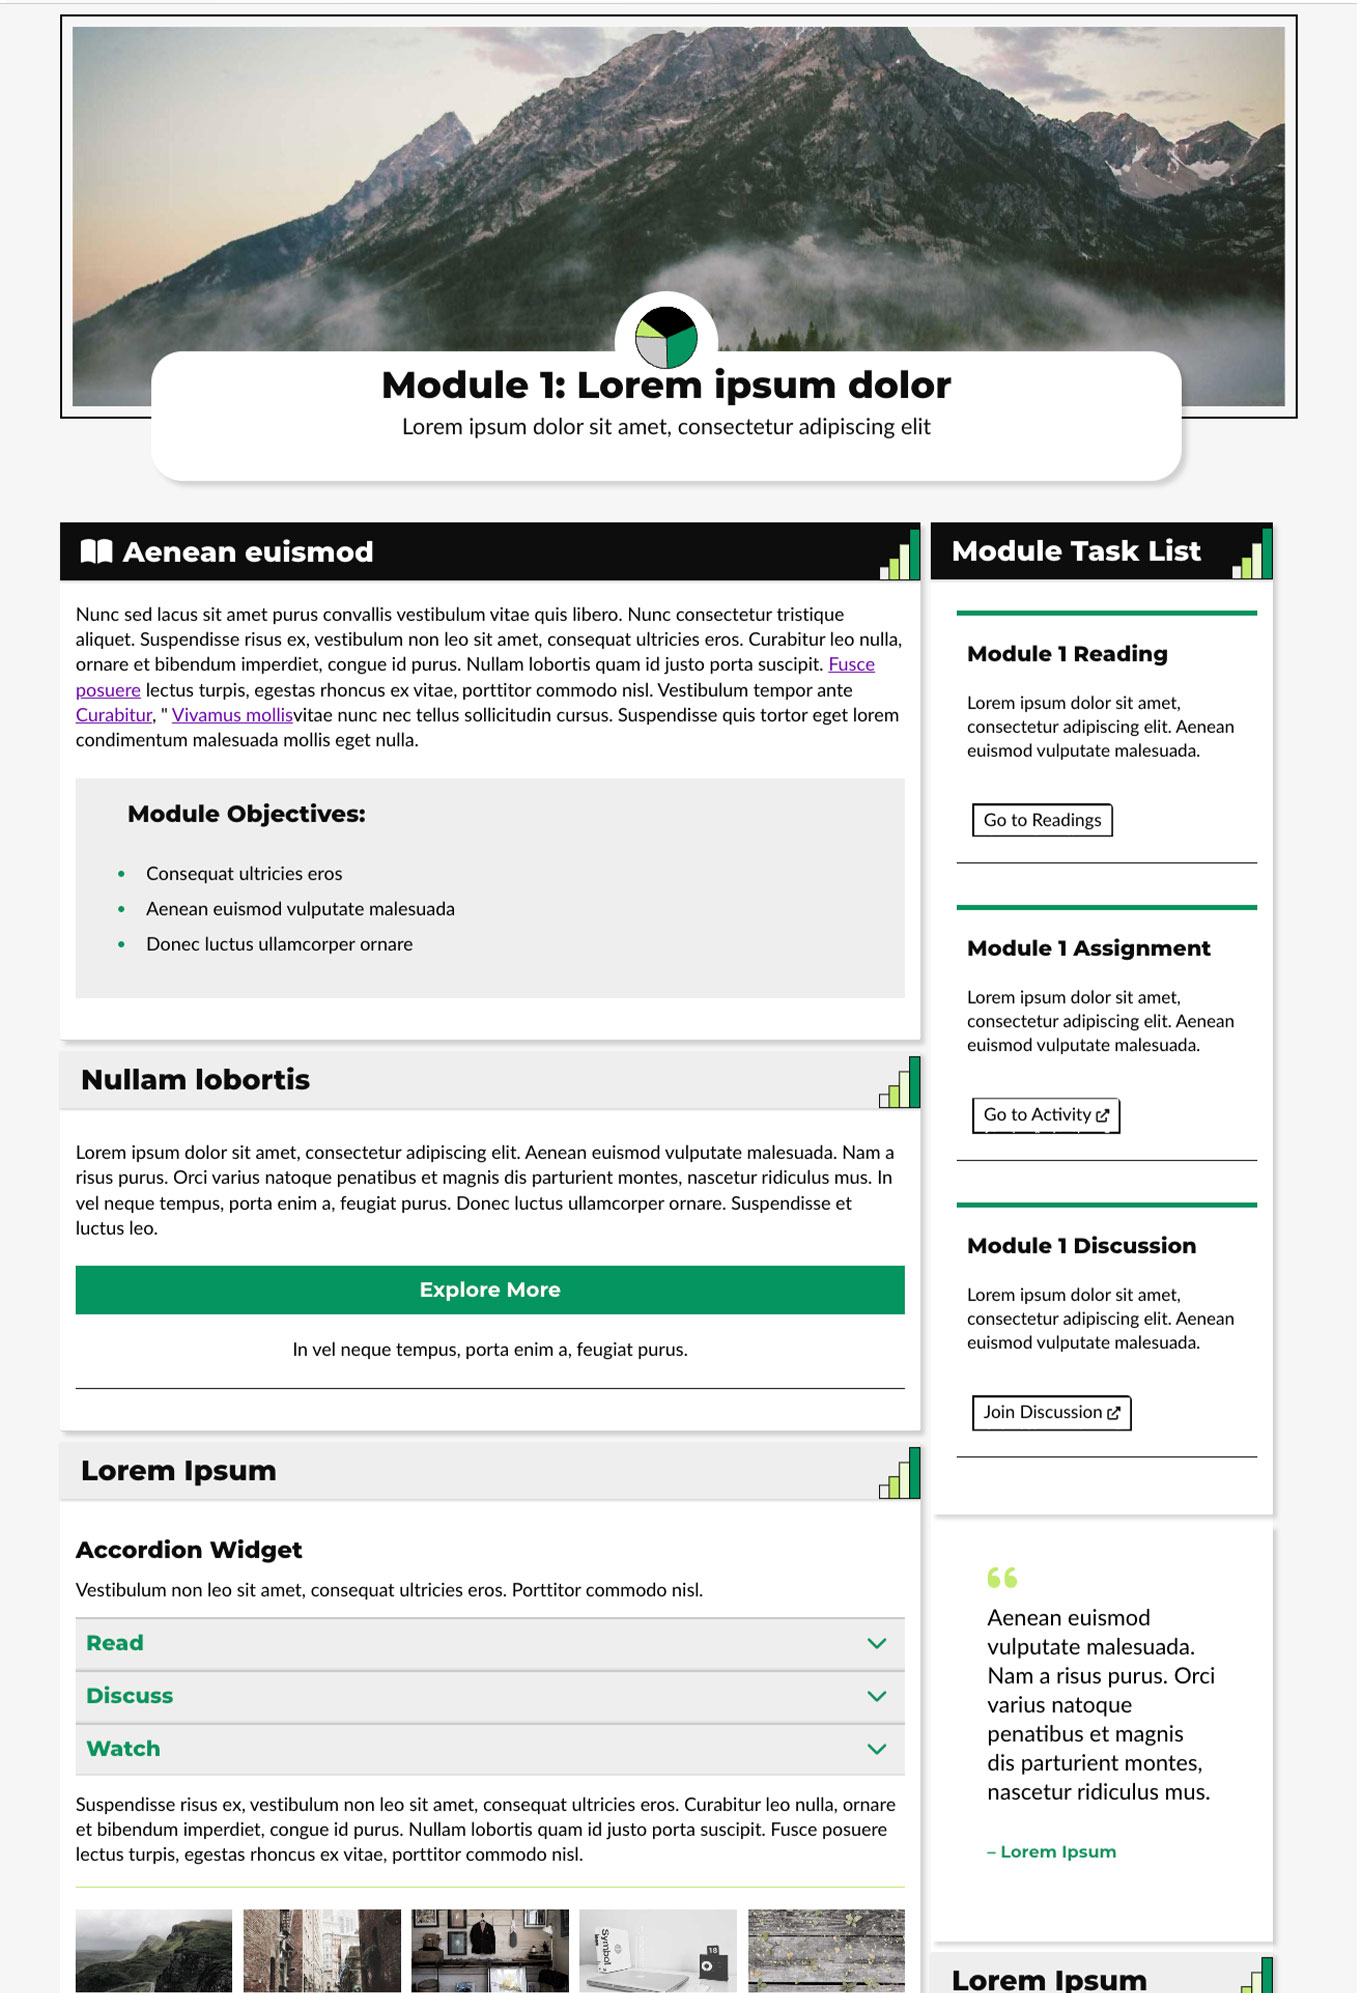 Module 1: Lorem ipsum dolor
Lorem ipsum dolor sit amet, consectetur adipiscing elit
Aenean euismod
Nunc sed lacus sit amet purus convallis vestibulum vitae quis libero. Nunc consectetur tristique
aliquet. Suspendisse risus ex, vestibulum non leo sit amet, consequat ultricies eros. Curabitur leo nulla,
ornare et bibendum imperdiet, congue id purus. Nullam lobortis quam id justo porta suscipit. Fusce
posuere lectus turpis, egestas rhoncus ex vitae, porttitor commodo nisl. Vestibulum tempor ante
Curabitur, " Vivamus mollisvitae nunc nec tellus sollicitudin cursus. Suspendisse quis tortor eget lorem
condimentum malesuada mollis eget nulla.
Module Objectives:
• Consequat ultricies eros
• Aenean euismod vulputate malesuada
• Donec luctus ullamcorper ornare
Nullam lobortis
Lorem ipsum dolor sit amet, consectetur adipiscing elit. Aenean euismod vulputate malesuada. Nam a
risus purus. Orci varius natoque penatibus et magnis dis parturient montes, nascetur ridiculus mus. In
vel neque tempus, porta enim a, feugiat purus. Donec luctus ullamcorper ornare. Suspendisse et
luctus leo.
Explore More
In vel neque tempus, porta enim a, feugiat purus.
Lorem Ipsum
Accordion Widget
Vestibulum non leo sit amet, consequat ultricies eros. Porttitor commodo nisl.
Read
Discuss
Watch
Suspendisse risus ex, vestibulum non leo sit amet, consequat ultricies eros. Curabitur leo nulla, ornare
et bibendum imperdiet, congue id purus. Nullam lobortis quam id justo porta suscipit. Fusce posuere
lectus turpis, egestas rhoncus ex vitae, porttitor commodo nisl.
Symbol
18
Module Task List
Module 1 Reading
Lorem ipsum dolor sit amet,
consectetur adipiscing elit. Aenean
euismod vulputate malesuada.
Go to Readings
Module 1 Assignment
Lorem ipsum dolor sit amet,
consectetur adipiscing elit. Aenean
euismod vulputate malesuada.
Go to Activity
Module 1 Discussion
Lorem ipsum dolor sit amet,
consectetur adipiscing elit. Aenean
euismod vulputate malesuada.
Join Discussion
“
Aenean euismod
vulputate malesuada.
Nam a risus purus. Orci
varius natoque
penatibus et magnis
dis parturient montes,
nascetur ridiculus mus.
– Lorem Ipsum
Lorem Ipsum